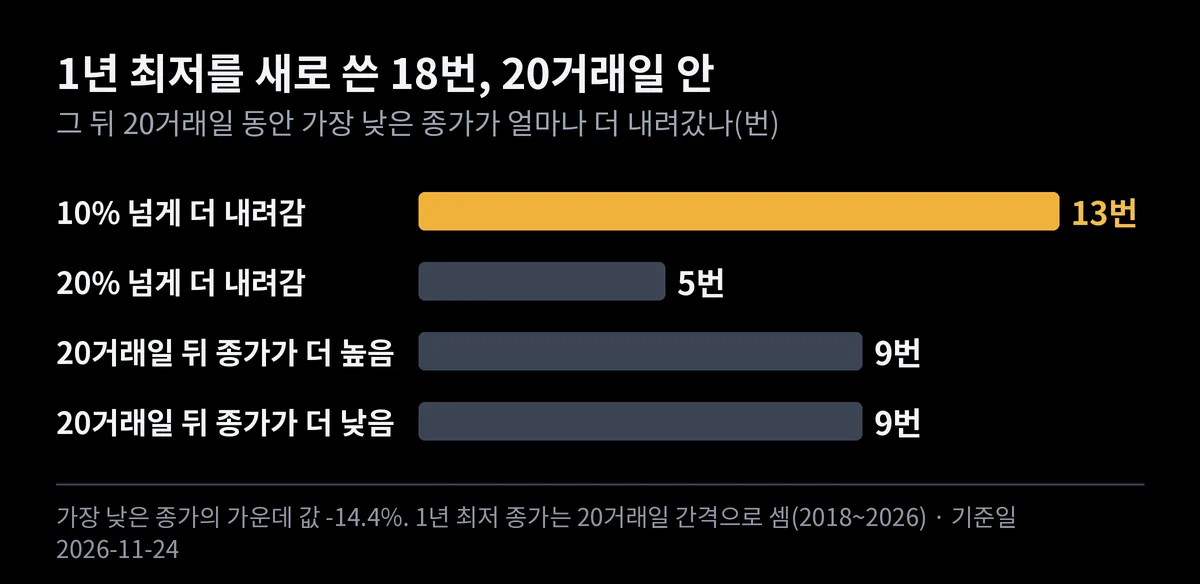 1년 최저를 새로 쓴 18번, 20거래일 안
그 뒤 20거래일 동안 가장 낮은 종가가 얼마나 더 내려갔나(번)
10% 넘게 더 내려감 13번
20% 넘게 더 내려감 5번
20거래일 뒤 종가가 더 높음 9번
20거래일 뒤 종가가 더 낮음 9번
가장 낮은 종가의 가운데 값 -14.4%. 1년 최저 종가는 20거래일 간격으로 셈(2018~2026) · 기준일
2026-11-24